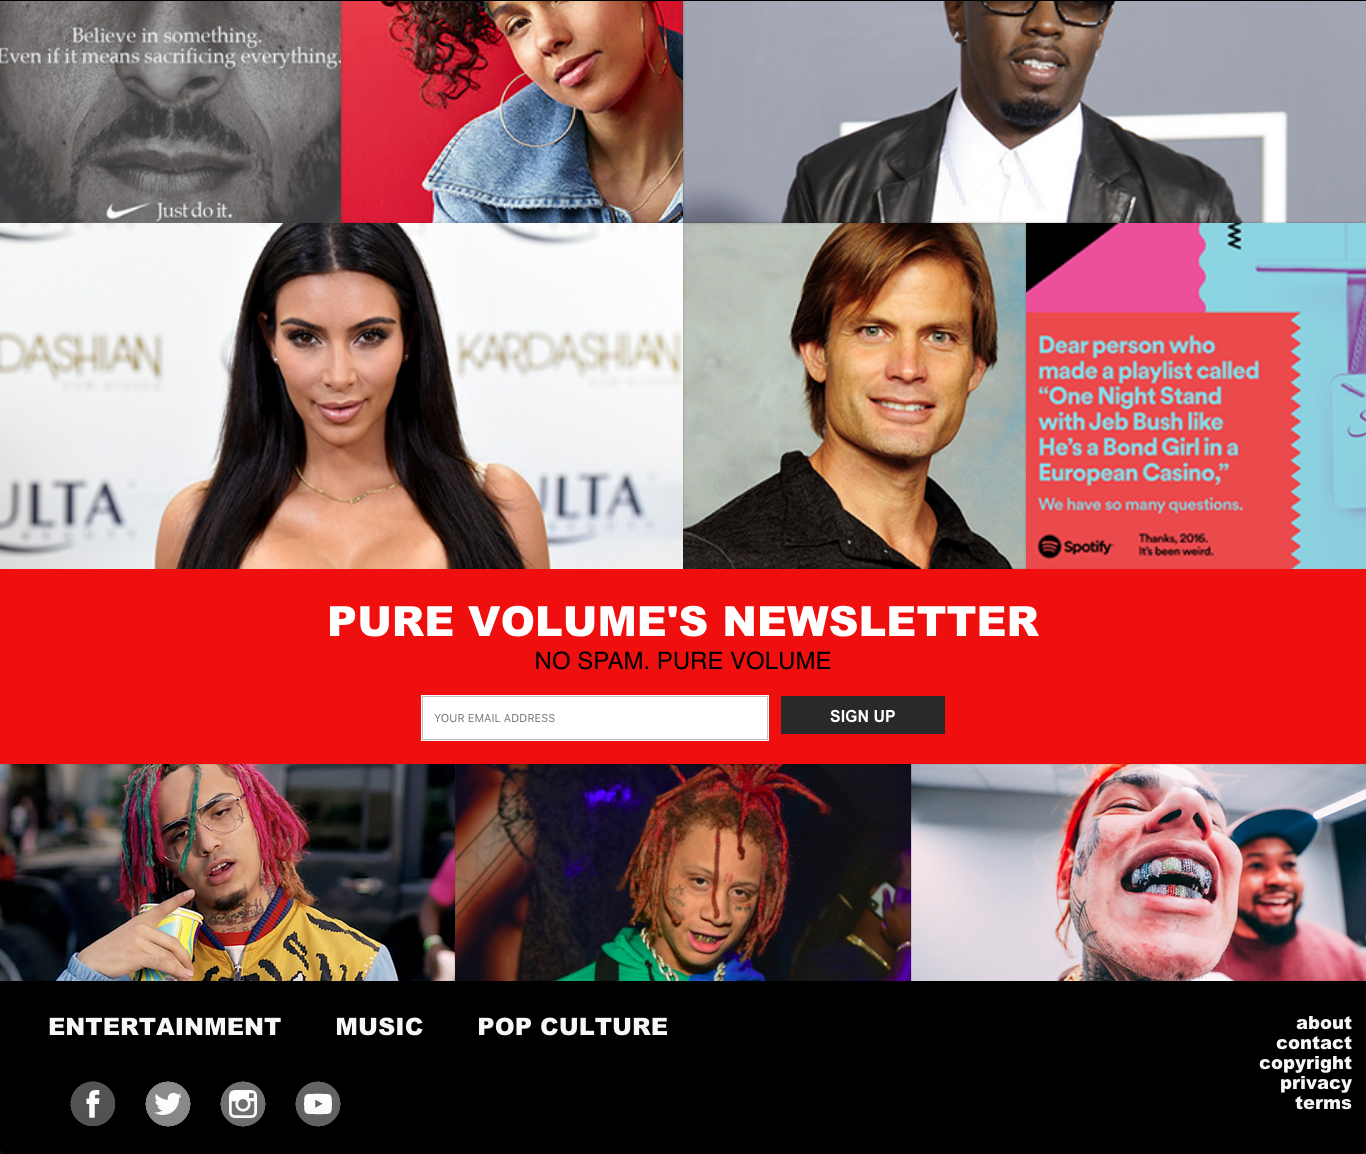 Believe in something.
Even if it means sacrificing everything.
Just do it.
DASHIAN
KARDASHIAN
ULTA
ULTA
Dear person who
made a playlist called
“One Night Stand
with Jeb Bush like
He’s a Bond Girl in a
European Casino,”
We have so many questions.
Spotify
Thanks, 2016.
It’s been weird.
PURE VOLUME'S NEWSLETTER
NO SPAM. PURE VOLUME
YOUR EMAIL ADDRESS
SIGN UP
ENTERTAINMENT MUSIC POP CULTURE
about
contact
copyright
privacy
terms